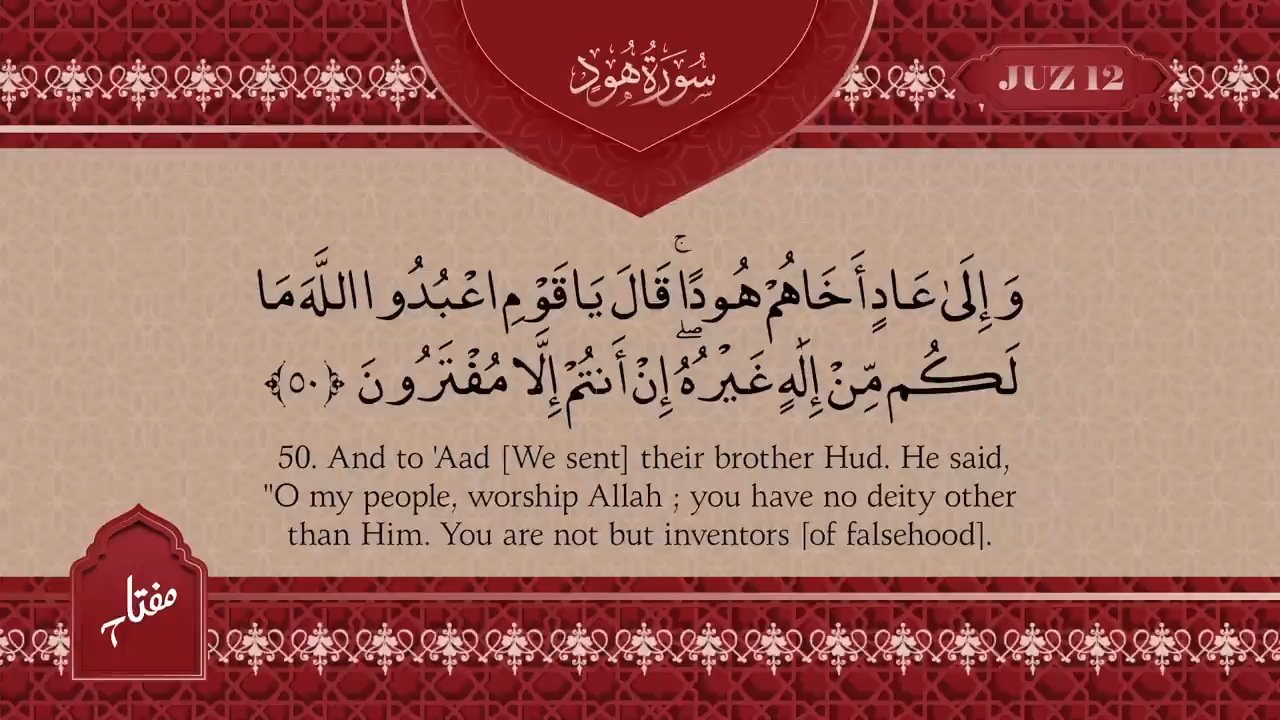 سُورَةُ هُودٍ
JUZ 12
وَإِلَىٰ عَادٍ أَخَاهُمْ هُودًا ۚ قَالَ يَاقَوْمِ اعْبُدُوا اللَّهَ مَا
لَكُم مِّنْ إِلَٰهٍ غَيْرُهُ ۖ إِنْ أَنتُمْ إِلَّا مُفْتَرُونَ ﴿٥٠﴾
50. And to 'Aad [We sent] their brother Hud. He said,
"O my people, worship Allah ; you have no deity other
than Him. You are not but inventors [of falsehood].
مفتاح